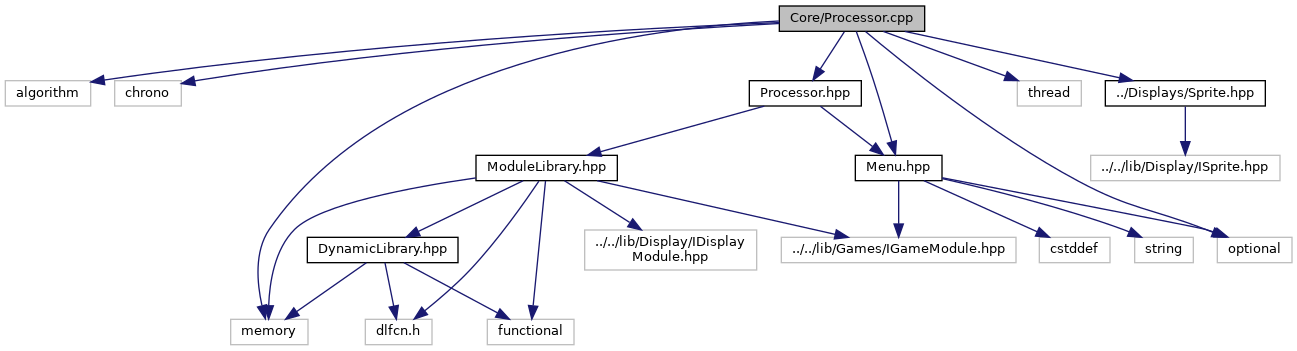 Core/Processor.cpp
algorithm
chrono
Processor.hpp
thread
../Displays/Sprite.hpp
ModuleLibrary.hpp
Menu.hpp
../../lib/Display/ISprite.hpp
DynamicLibrary.hpp
../../lib/Display/IDisplay
Module.hpp
../../lib/Games/IGameModule.hpp
cstddef
string
optional
memory
dlfcn.h
functional